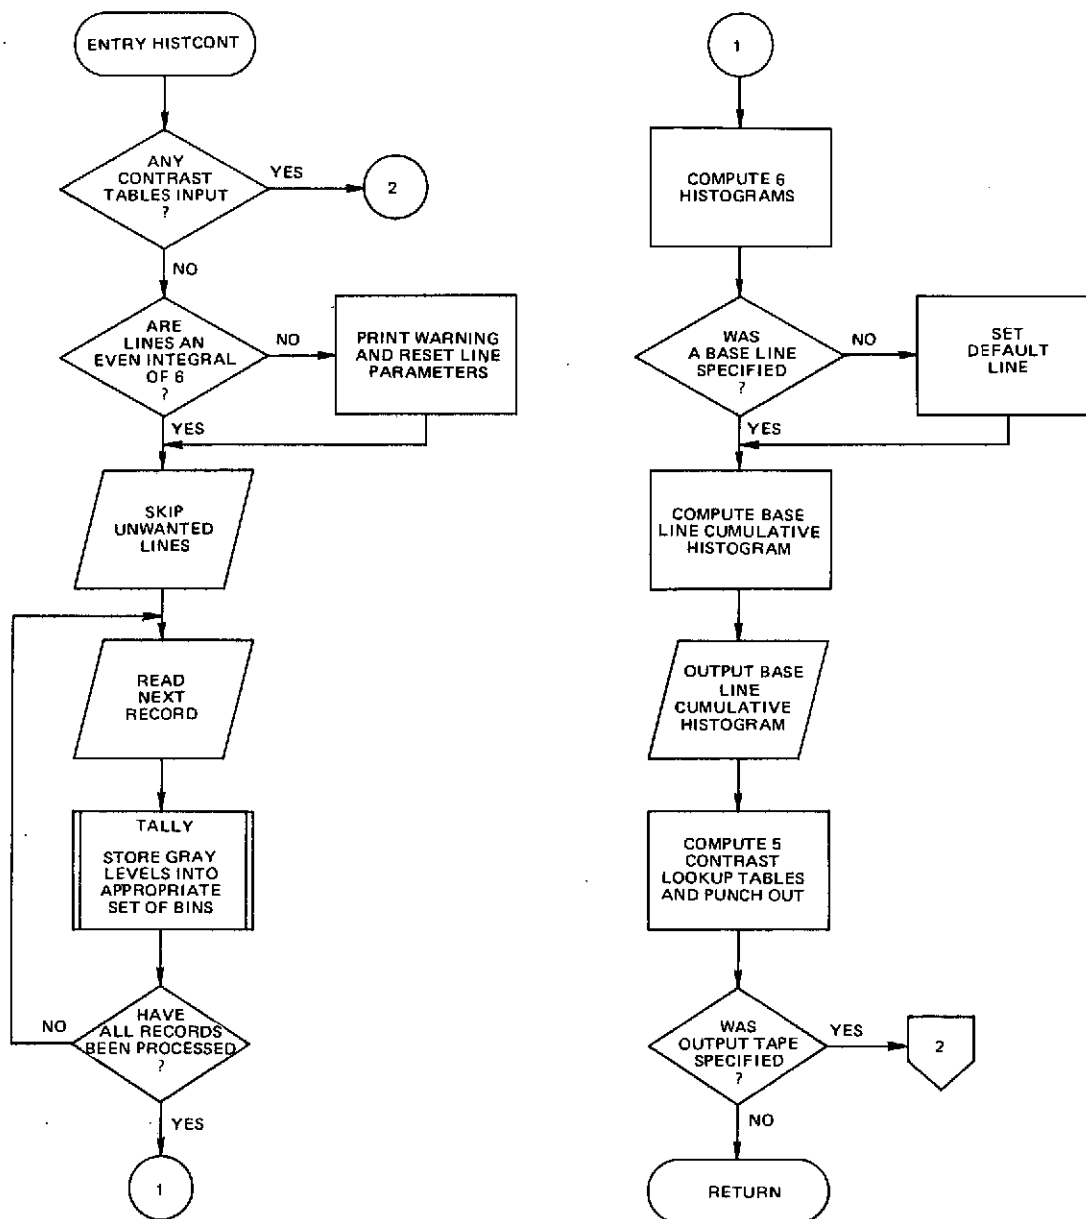 ENTRY HISTCONT
ANY
CONTRAST
TABLES INPUT
?
YES
2
NO
ARE
LINES AN
EVEN INTEGRAL
OF 6
?
NO
PRINT WARNING
AND RESET LINE
PARAMETERS
YES
SKIP
UNWANTED
LINES
READ
NEXT
RECORD
TALLY
STORE GRAY
LEVELS INTO
APPROPRIATE
SET OF BINS
HAVE
ALL RECORDS
BEEN PROCESSED
?
NO
YES
1
1
COMPUTE 6
HISTOGRAMS
WAS
A BASE LINE
SPECIFIED
?
NO
SET
DEFAULT
LINE
YES
COMPUTE BASE
LINE CUMULATIVE
HISTOGRAM
OUTPUT BASE
LINE
CUMULATIVE
HISTOGRAM
COMPUTE 5
CONTRAST
LOOKUP TABLES
AND PUNCH OUT
WAS
OUTPUT TAPE
SPECIFIED
?
YES
2
NO
RETURN